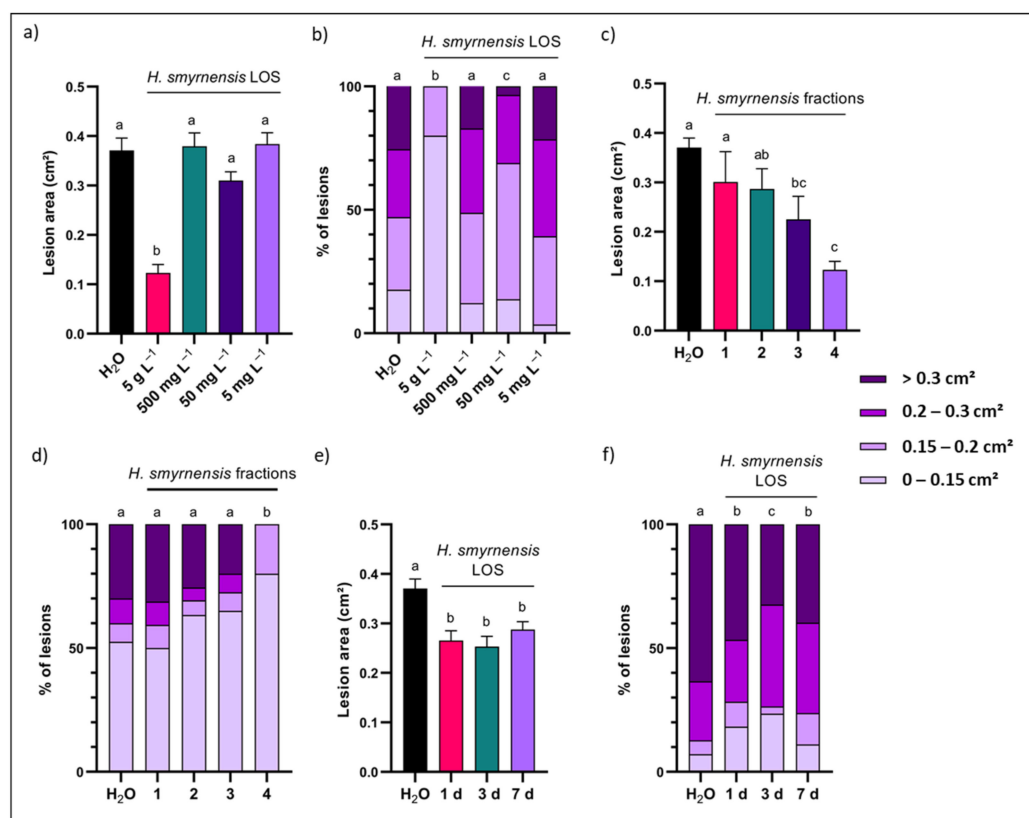 a)
H. smyrnensis LOS
Lesion area (cm²)
0.5
0.4
0.3
0.2
0.1
0.0
a
b
a
a
a
H₂O
5 g L⁻¹
500 mg L⁻¹
50 mg L⁻¹
5 mg L⁻¹
b)
H. smyrnensis LOS
% of lesions
100
50
0
a
b
a
c
a
H₂O
5 g L⁻¹
500 mg L⁻¹
50 mg L⁻¹
5 mg L⁻¹
c)
H. smyrnensis fractions
Lesion area (cm²)
0.5
0.4
0.3
0.2
0.1
0.0
a
a
ab
bc
c
H₂O 1 2 3 4
> 0.3 cm²
0.2 – 0.3 cm²
0.15 – 0.2 cm²
0 – 0.15 cm²
d)
H. smyrnensis fractions
% of lesions
100
50
0
a a a a b
H₂O 1 2 3 4
e)
H. smyrnensis
LOS
Lesion area (cm²)
0.5
0.4
0.3
0.2
0.1
0.0
a
b
b
b
H₂O 1 d 3 d 7 d
f)
H. smyrnensis
LOS
% of lesions
100
50
0
a b c b
H₂O 1 d 3 d 7 d